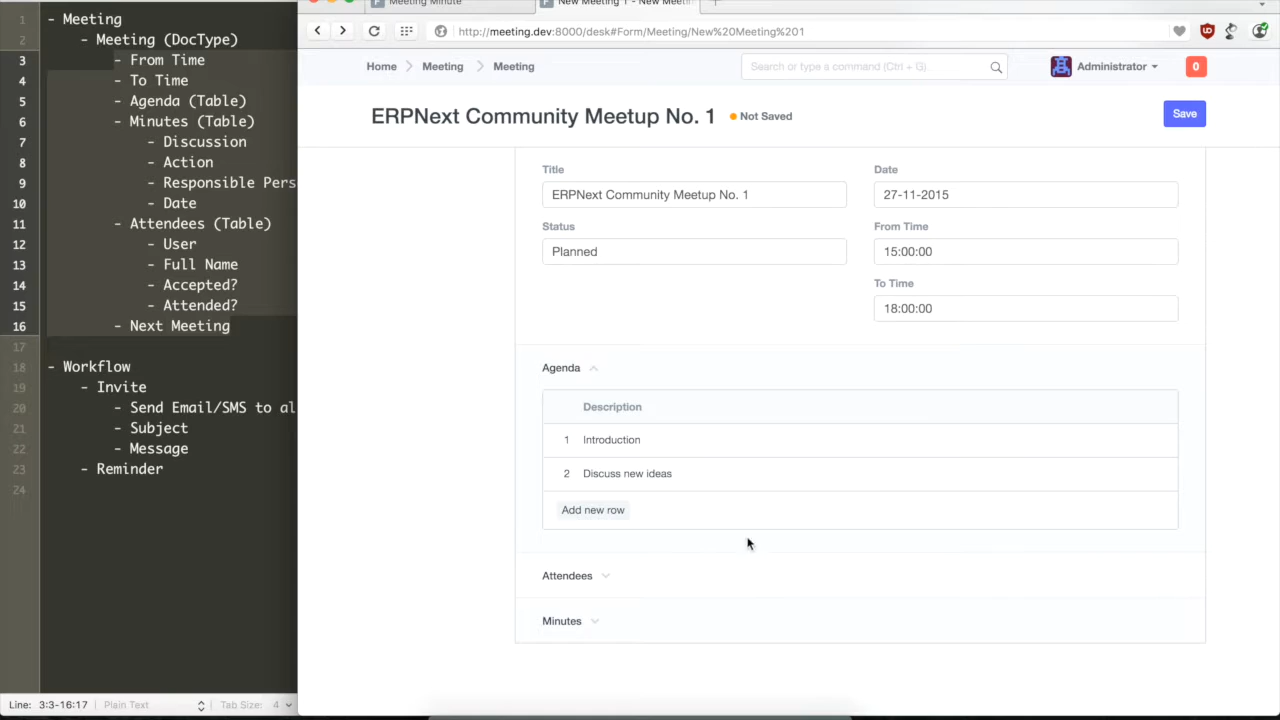 1 - Meeting
2 - Meeting (DocType)
3 - From Time
4 - To Time
5 - Agenda (Table)
6 - Minutes (Table)
7 - Discussion
8 - Action
9 - Responsible Pers
10 - Date
11 - Attendees (Table)
12 - User
13 - Full Name
14 - Accepted?
15 - Attended?
16 - Next Meeting
17
18 - Workflow
19 - Invite
20 - Send Email/SMS to al
21 - Subject
22 - Message
23 - Reminder
24
Line: 3:3-16:17 Plain Text Tab Size: 4
Meeting Minute
New Meeting 1 - New Meetin
http://meeting.dev:8000/desk#Form/Meeting/New%20Meeting%201
Home Meeting Meeting
Search or type a command (Ctrl + G)
Administrator
0
ERPNext Community Meetup No. 1
Not Saved
Save
Title
ERPNext Community Meetup No. 1
Status
Planned
Date
27-11-2015
From Time
15:00:00
To Time
18:00:00
Agenda
Description
1 Introduction
2 Discuss new ideas
Add new row
Attendees
Minutes